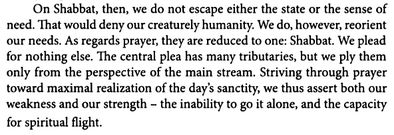 On Shabbat, then, we do not escape either the state or the sense of
need. That would deny our creaturely humanity. We do, however, reorient
our needs. As regards prayer, they are reduced to one: Shabbat. We plead
for nothing else. The central plea has many tributaries, but we ply them
only from the perspective of the main stream. Striving through prayer
toward maximal realization of the day's sanctity, we thus assert both our
weakness and our strength – the inability to go it alone, and the capacity
for spiritual flight.